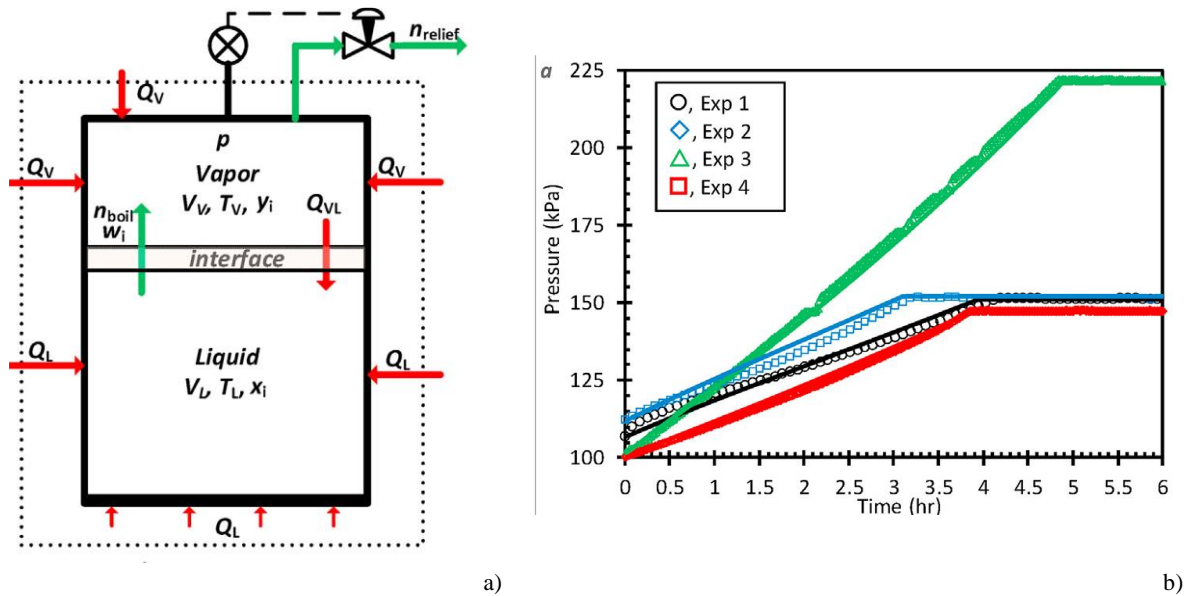 n_relief
Q_V
p
Q_V
Vapor
Q_V
V_V, T_V, y_i
n_boil
Q_VL
w_i
interface
Liquid
Q_L
V_L, T_L, x_i
Q_L
Q_L
a)
a
225
200
175
150
125
100
Pressure (kPa)
, Exp 1
, Exp 2
, Exp 3
, Exp 4
0 0.5 1 1.5 2 2.5 3 3.5 4 4.5 5 5.5 6
Time (hr)
b)